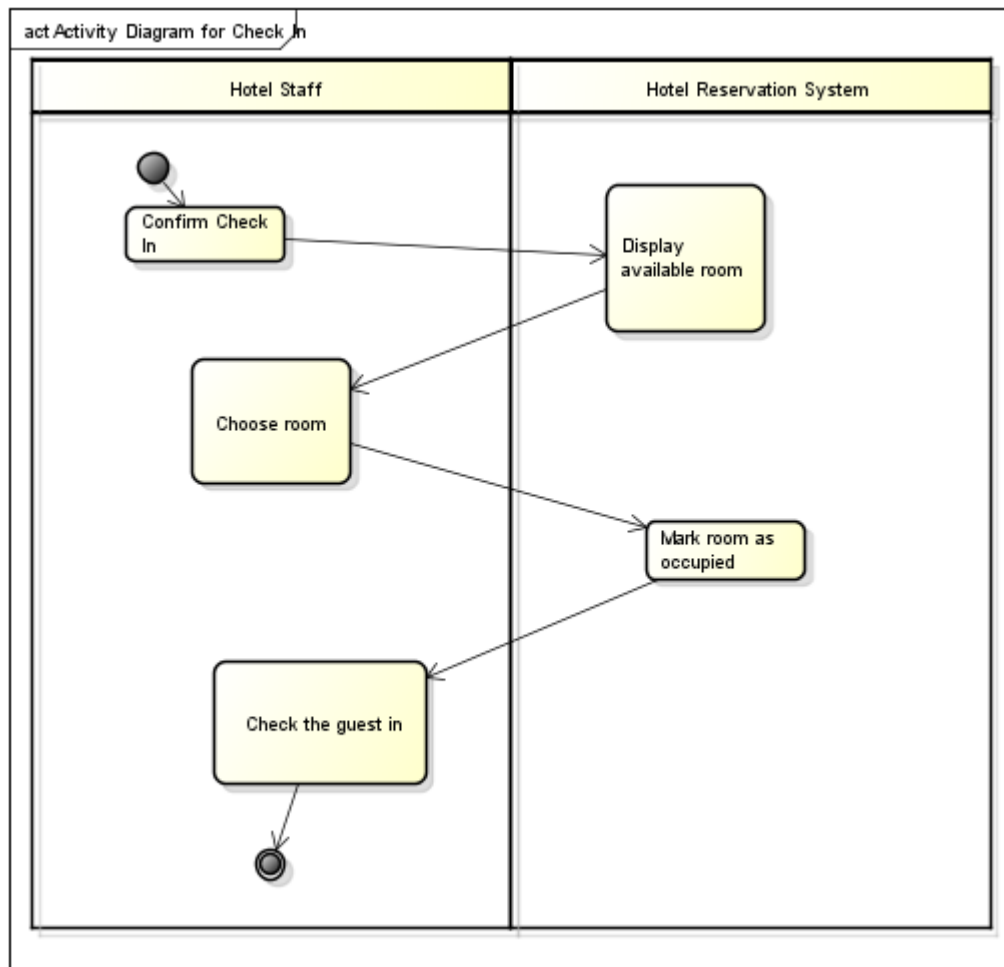 act Activity Diagram for Check In
Hotel Staff
Hotel Reservation System
Confirm Check
In
Display
available room
Choose room
Mark room as
occupied
Check the guest in